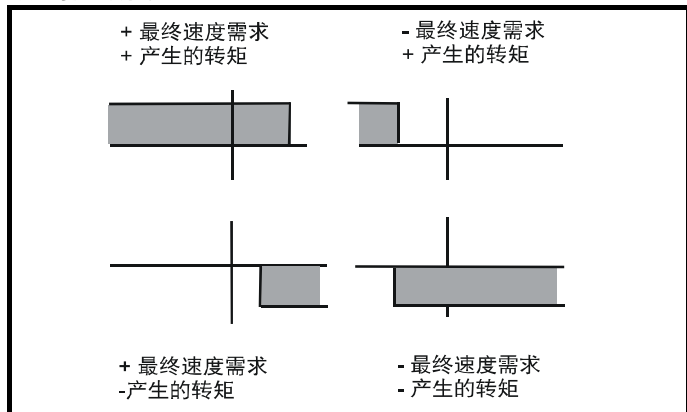 + 最终速度需求
+ 产生的转矩
- 最终速度需求
+ 产生的转矩
+ 最终速度需求
-产生的转矩
- 最终速度需求
- 产生的转矩